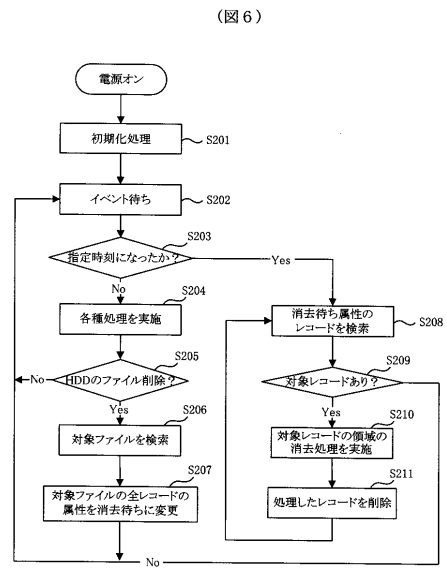 (図6)
電源オン
初期化処理
S201
イベント待ち
S202
S203
指定時刻になったか?
Yes
No
S204
各種処理を実施
S205
HDDのファイル削除?
No
Yes
S206
対象ファイルを検索
S207
対象ファイルの全レコードの
属性を消去待ちに変更
消去待ち属性の
レコードを検索
S208
S209
対象レコードあり?
Yes
S210
対象レコードの領域の
消去処理を実施
S211
処理したレコードを削除
No